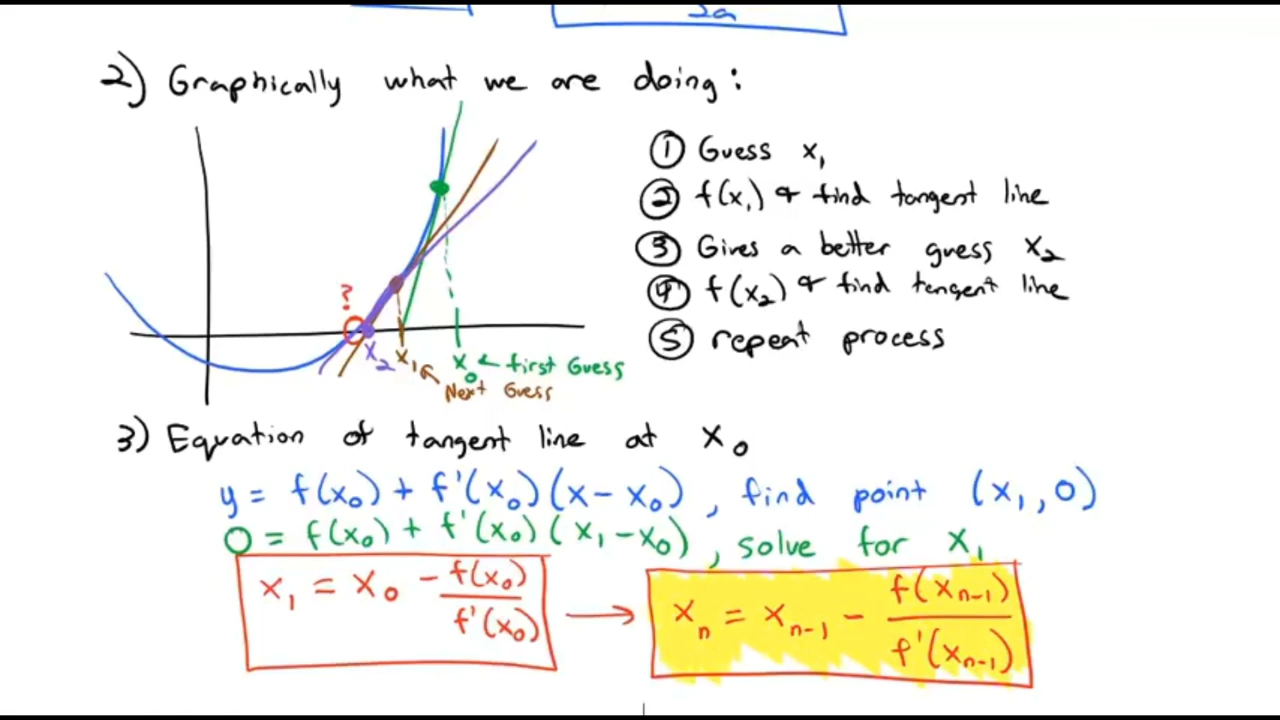 2a
2) Graphically what we are doing:
① Guess x₁
② f(x₁) & find tangent line
③ Gives a better guess x₂
④ f(x₂) & find tangent line
⑤ repeat process
?
x₂ x₁ x₀ ← first Guess
Next Guess
3) Equation of tangent line at x₀
y = f(x₀) + f'(x₀)(x - x₀), find point (x₁, 0)
0 = f(x₀) + f'(x₀)(x₁ - x₀), solve for x₁
x₁ = x₀ - f(x₀)/f'(x₀) → xₙ = xₙ₋₁ - f(xₙ₋₁)/f'(xₙ₋₁)